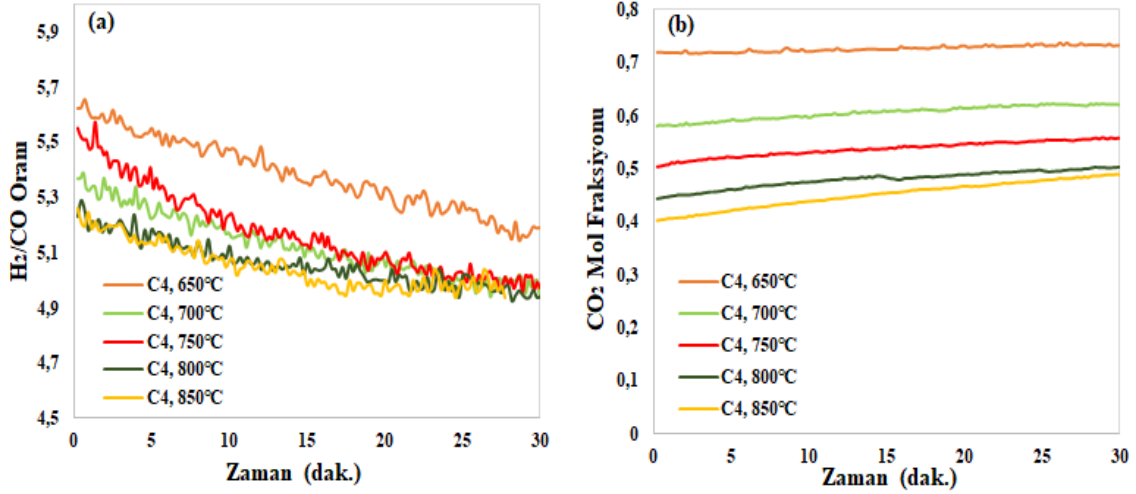 (a)
H₂/CO Oranı
5,9
5,7
5,5
5,3
5,1
4,9
4,7
4,5
C4, 650°C
C4, 700°C
C4, 750°C
C4, 800°C
C4, 850°C
0 5 10 15 20 25 30
Zaman (dak.)
(b)
CO₂ Mol Fraksiyonu
0,8
0,7
0,6
0,5
0,4
0,3
0,2
0,1
0
C4, 650°C
C4, 700°C
C4, 750°C
C4, 800°C
C4, 850°C
0 5 10 15 20 25 30
Zaman (dak.)